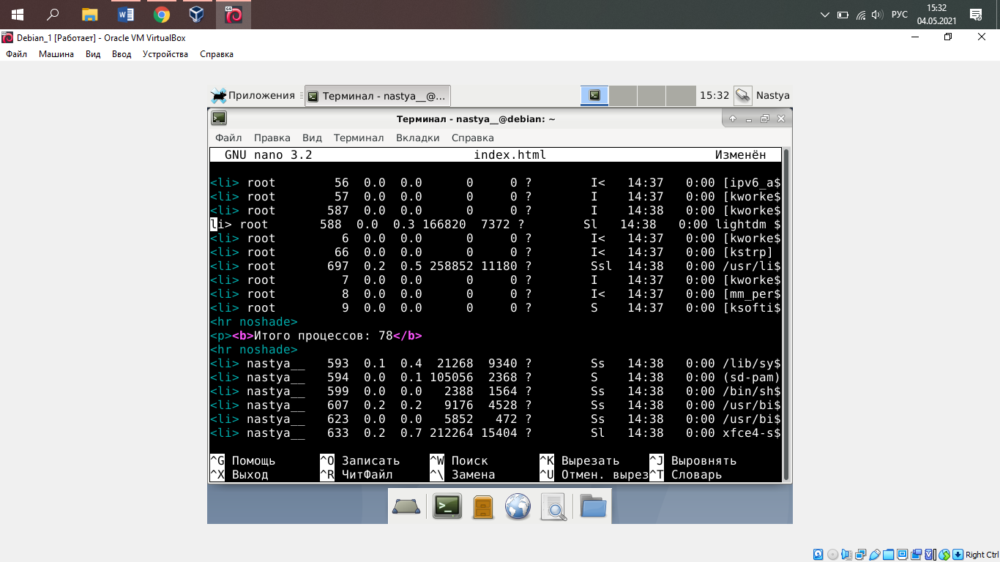 15:32
РУС
04.05.2021
Debian_1 [Работает] - Oracle VM VirtualBox
Файл Машина Вид Ввод Устройства Справка
Приложения Терминал - nastya__@... 15:32 Nastya
Терминал - nastya__@debian: ~
Файл Правка Вид Терминал Вкладки Справка
GNU nano 3.2 index.html Изменён
<li> root 56 0.0 0.0 0 0 ? I< 14:37 0:00 [ipv6_a$
<li> root 57 0.0 0.0 0 0 ? I 14:37 0:00 [kworke$
<li> root 587 0.0 0.0 0 0 ? I 14:38 0:00 [kworke$
li> root 588 0.0 0.3 166820 7372 ? Sl 14:38 0:00 lightdm $
<li> root 6 0.0 0.0 0 0 ? I< 14:37 0:00 [kworke$
<li> root 66 0.0 0.0 0 0 ? I< 14:37 0:00 [kstrp]
<li> root 697 0.2 0.5 258852 11180 ? Ssl 14:38 0:00 /usr/li$
<li> root 7 0.0 0.0 0 0 ? I 14:37 0:00 [kworke$
<li> root 8 0.0 0.0 0 0 ? I< 14:37 0:00 [mm_per$
<li> root 9 0.0 0.0 0 0 ? S 14:37 0:00 [ksofti$
<hr noshade>
<p><b>Итого процессов: 78</b>
<hr noshade>
<li> nastya__ 593 0.1 0.4 21268 9340 ? Ss 14:38 0:00 /lib/sy$
<li> nastya__ 594 0.0 0.1 105056 2368 ? S 14:38 0:00 (sd-pam)
<li> nastya__ 599 0.0 0.0 2388 1564 ? Ss 14:38 0:00 /bin/sh$
<li> nastya__ 607 0.2 0.2 9176 4528 ? Ss 14:38 0:00 /usr/bi$
<li> nastya__ 623 0.0 0.0 5852 472 ? Ss 14:38 0:00 /usr/bi$
<li> nastya__ 633 0.2 0.7 212264 15404 ? Sl 14:38 0:00 xfce4-s$
^G Помощь ^O Записать ^W Поиск ^K Вырезать ^J Выровнять
^X Выход ^R ЧитФайл ^\ Замена ^U Отмен. вырез ^T Словарь
Right Ctrl